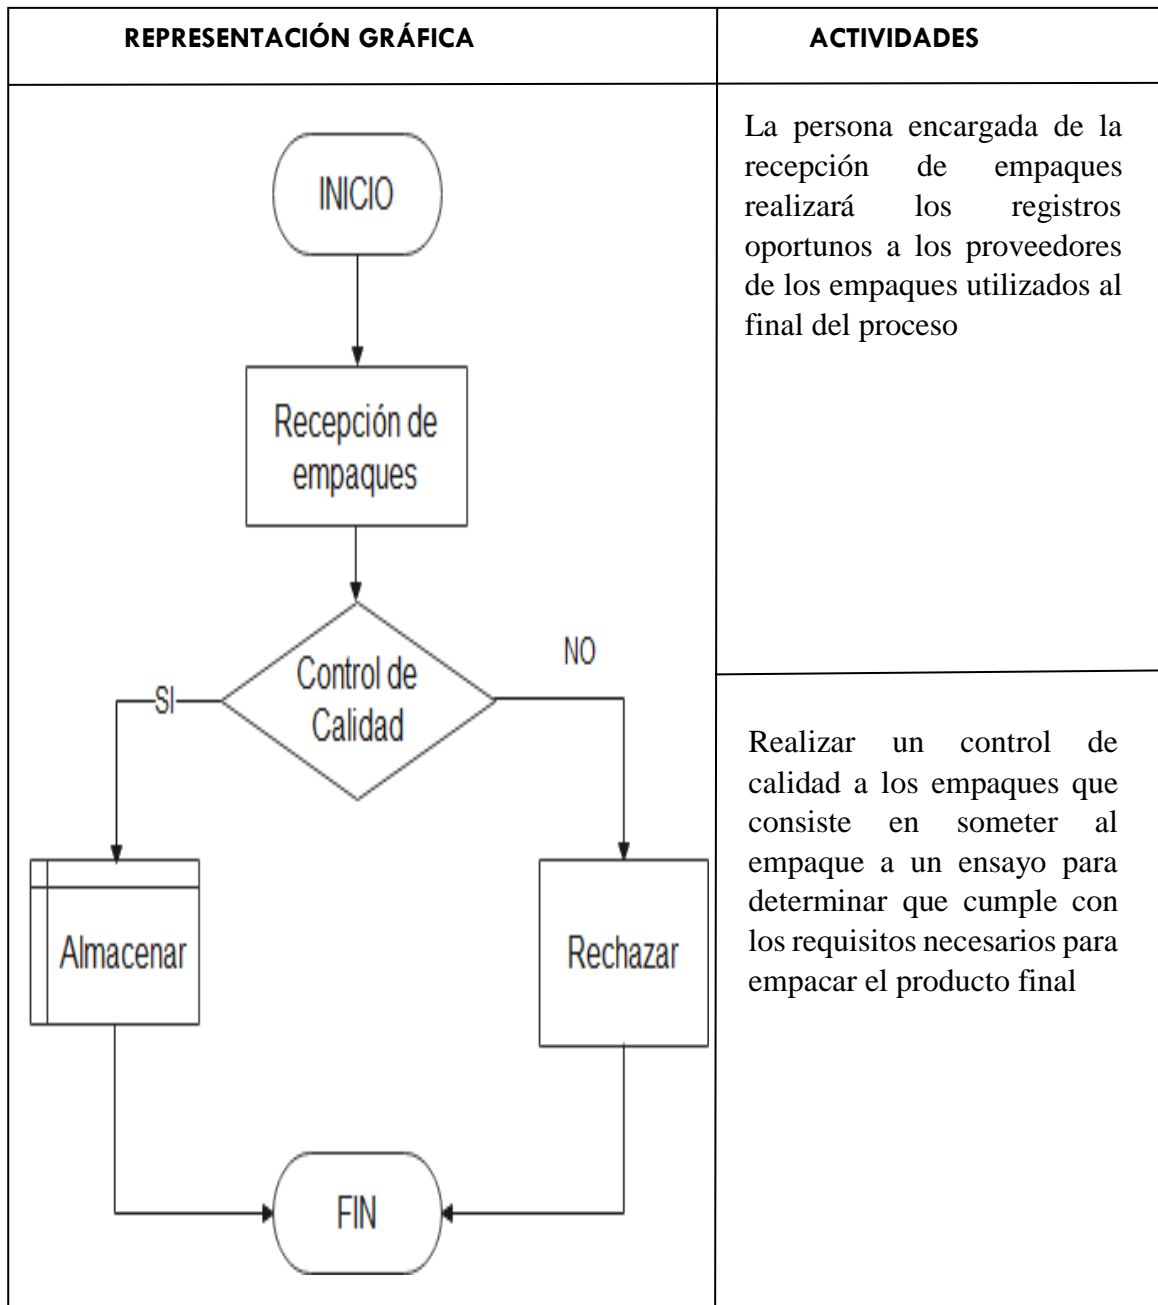 REPRESENTACIÓN GRÁFICA
ACTIVIDADES
INICIO
Recepción de
empaques
Control de
Calidad
SI
NO
Almacenar
Rechazar
FIN
La persona encargada de la
recepción de empaques
realizará los registros
oportunos a los proveedores
de los empaques utilizados al
final del proceso
Realizar un control de
calidad a los empaques que
consiste en someter al
empaque a un ensayo para
determinar que cumple con
los requisitos necesarios para
empacar el producto final